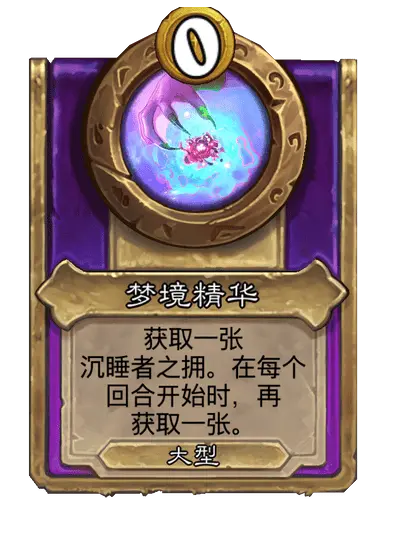 0
梦境精华
获取一张
沉睡者之拥。在每个
回合开始时，再
获取一张。
大型